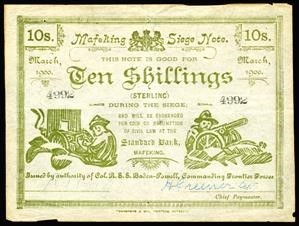 10s. Mafeking Siege Note. 10s.
THIS NOTE IS GOOD FOR
March, 1900. March, 1900.
Ten Shillings
(STERLING)
4992 4992
DURING THE SIEGE;
AND WILL BE EXCHANGED
FOR COIN ON RESUMPTION
OF CIVIL LAW AT THE
Standard Bank,
MAFEKING.
Issued by authority of Col. R. S. S. Baden-Powell, Commanding Frontier Forces
Chief Paymaster.